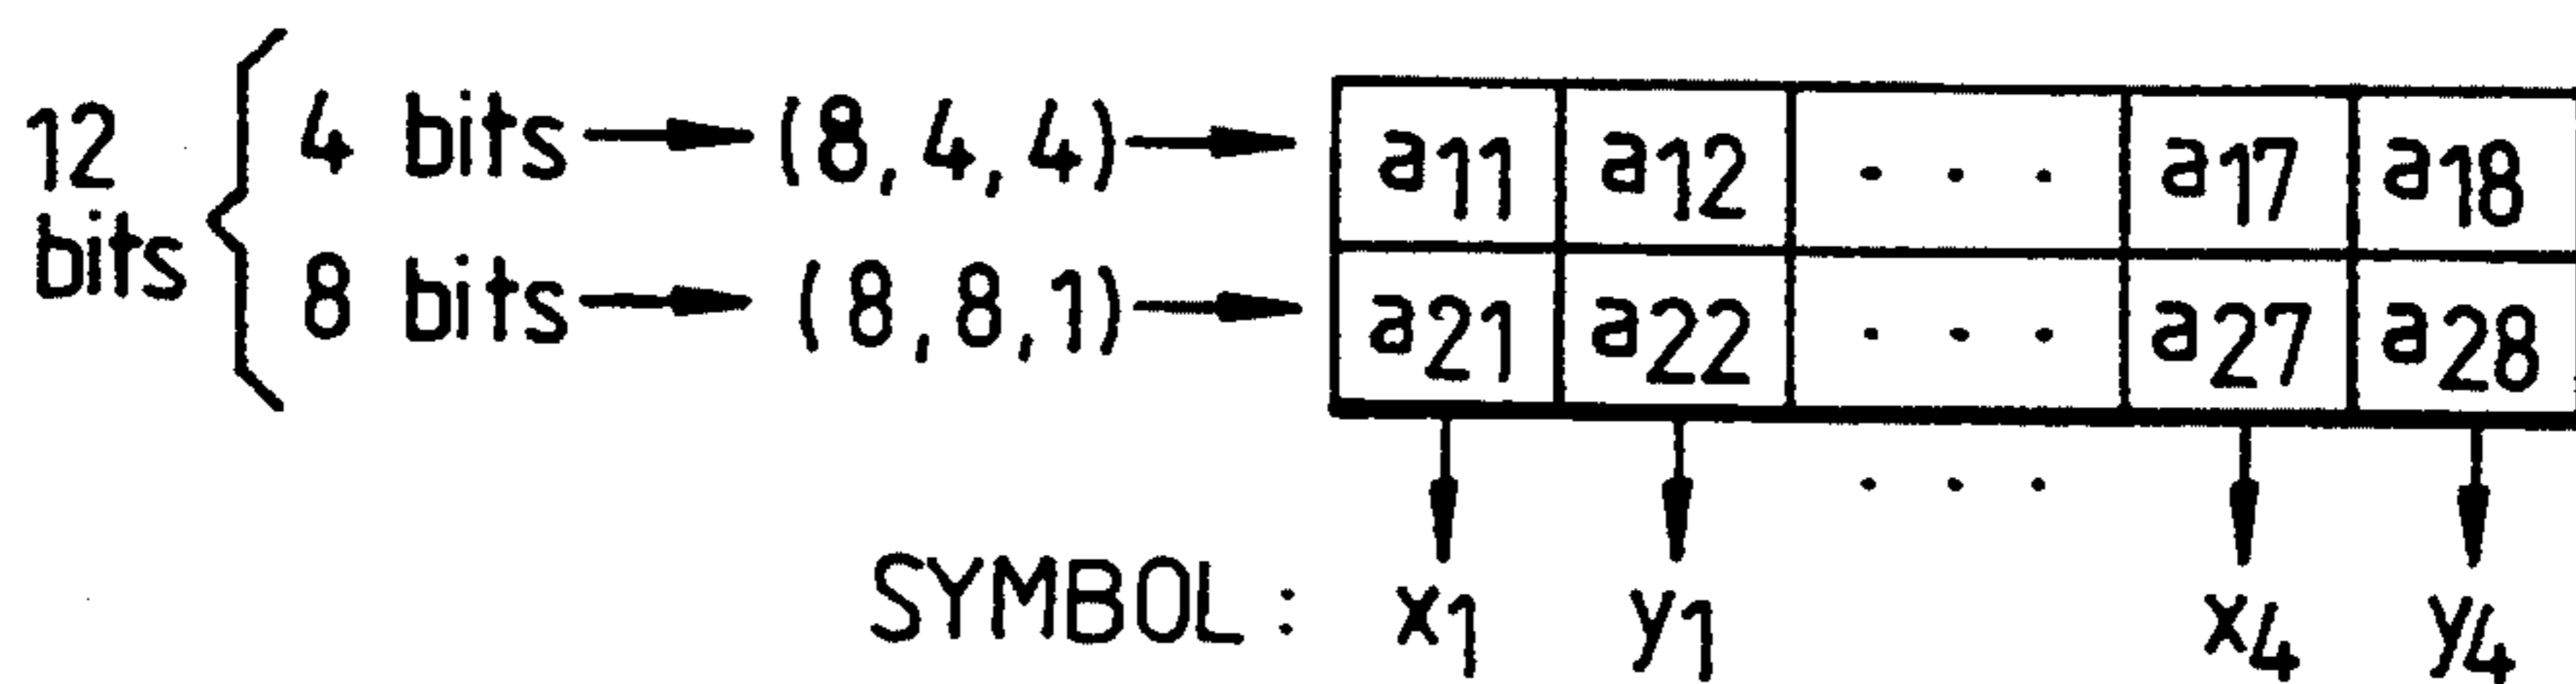 12 bits
4 bits (8,4,4) a11 a12 . . . a17 a18
8 bits (8,8,1) a21 a22 . . . a27 a28
. . .
SYMBOL: x1 y1 x4 y4